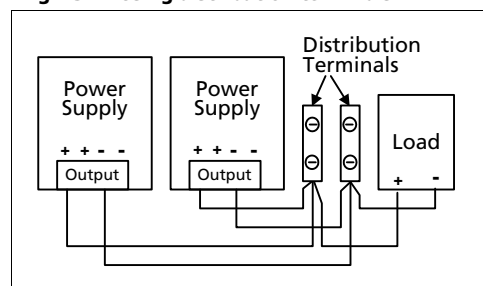 Distribution
Terminals
Power
Supply
+ + - -
Output
Power
Supply
+ + - -
Output
Load
+ -